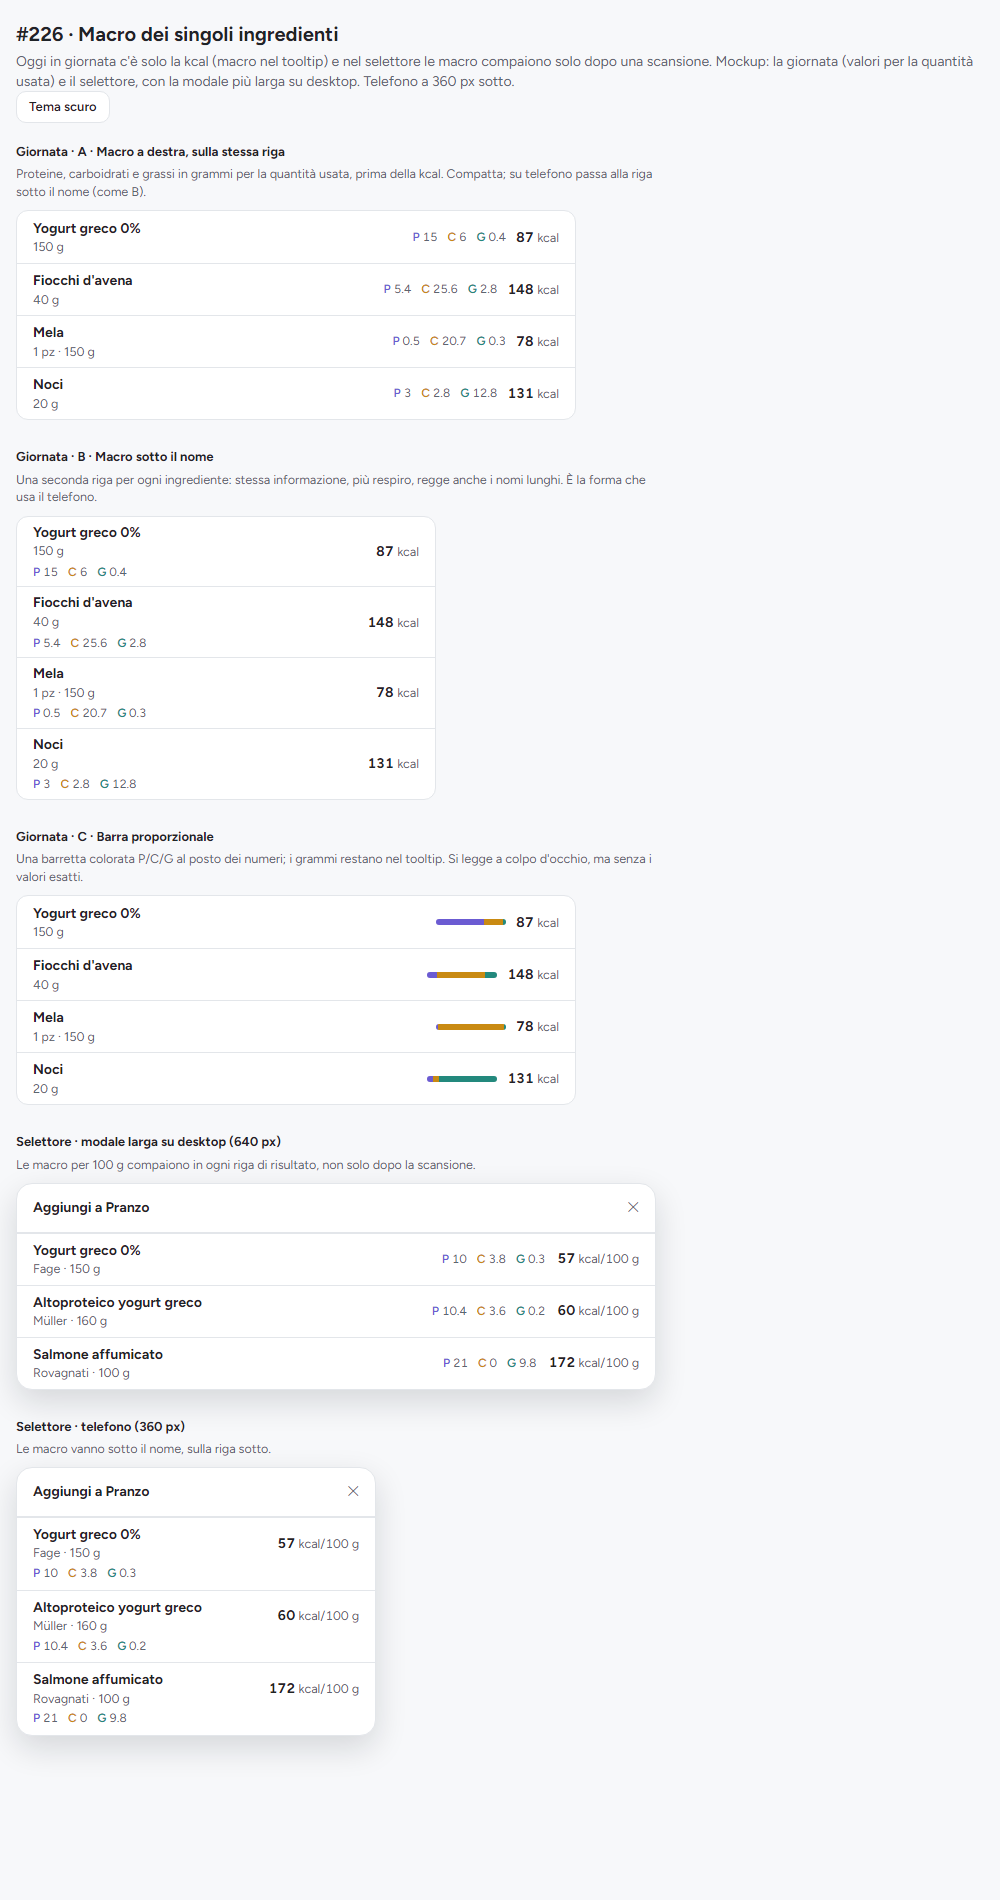 #226 · Macro dei singoli ingredienti
Oggi in giornata c'è solo la kcal (macro nel tooltip) e nel selettore le macro compaiono solo dopo una scansione. Mockup: la giornata (valori per la quantità
usata) e il selettore, con la modale più larga su desktop. Telefono a 360 px sotto.
Tema scuro
Giornata · A · Macro a destra, sulla stessa riga
Proteine, carboidrati e grassi in grammi per la quantità usata, prima della kcal. Compatta; su telefono passa alla riga
sotto il nome (come B).
Yogurt greco 0%
150 g
P 15 C 6 G 0.4 87 kcal
Fiocchi d'avena
40 g
P 5.4 C 25.6 G 2.8 148 kcal
Mela
1 pz · 150 g
P 0.5 C 20.7 G 0.3 78 kcal
Noci
20 g
P 3 C 2.8 G 12.8 131 kcal
Giornata · B · Macro sotto il nome
Una seconda riga per ogni ingrediente: stessa informazione, più respiro, regge anche i nomi lunghi. È la forma che
usa il telefono.
Yogurt greco 0%
150 g
P 15 C 6 G 0.4
87 kcal
Fiocchi d'avena
40 g
P 5.4 C 25.6 G 2.8
148 kcal
Mela
1 pz · 150 g
P 0.5 C 20.7 G 0.3
78 kcal
Noci
20 g
P 3 C 2.8 G 12.8
131 kcal
Giornata · C · Barra proporzionale
Una barretta colorata P/C/G al posto dei numeri; i grammi restano nel tooltip. Si legge a colpo d'occhio, ma senza i
valori esatti.
Yogurt greco 0%
150 g
87 kcal
Fiocchi d'avena
40 g
148 kcal
Mela
1 pz · 150 g
78 kcal
Noci
20 g
131 kcal
Selettore · modale larga su desktop (640 px)
Le macro per 100 g compaiono in ogni riga di risultato, non solo dopo la scansione.
Aggiungi a Pranzo
Yogurt greco 0%
Fage · 150 g
P 10 C 3.8 G 0.3 57 kcal/100 g
Altoproteico yogurt greco
Müller · 160 g
P 10.4 C 3.6 G 0.2 60 kcal/100 g
Salmone affumicato
Rovagnati · 100 g
P 21 C 0 G 9.8 172 kcal/100 g
Selettore · telefono (360 px)
Le macro vanno sotto il nome, sulla riga sotto.
Aggiungi a Pranzo
Yogurt greco 0%
Fage · 150 g
P 10 C 3.8 G 0.3
57 kcal/100 g
Altoproteico yogurt greco
Müller · 160 g
P 10.4 C 3.6 G 0.2
60 kcal/100 g
Salmone affumicato
Rovagnati · 100 g
P 21 C 0 G 9.8
172 kcal/100 g